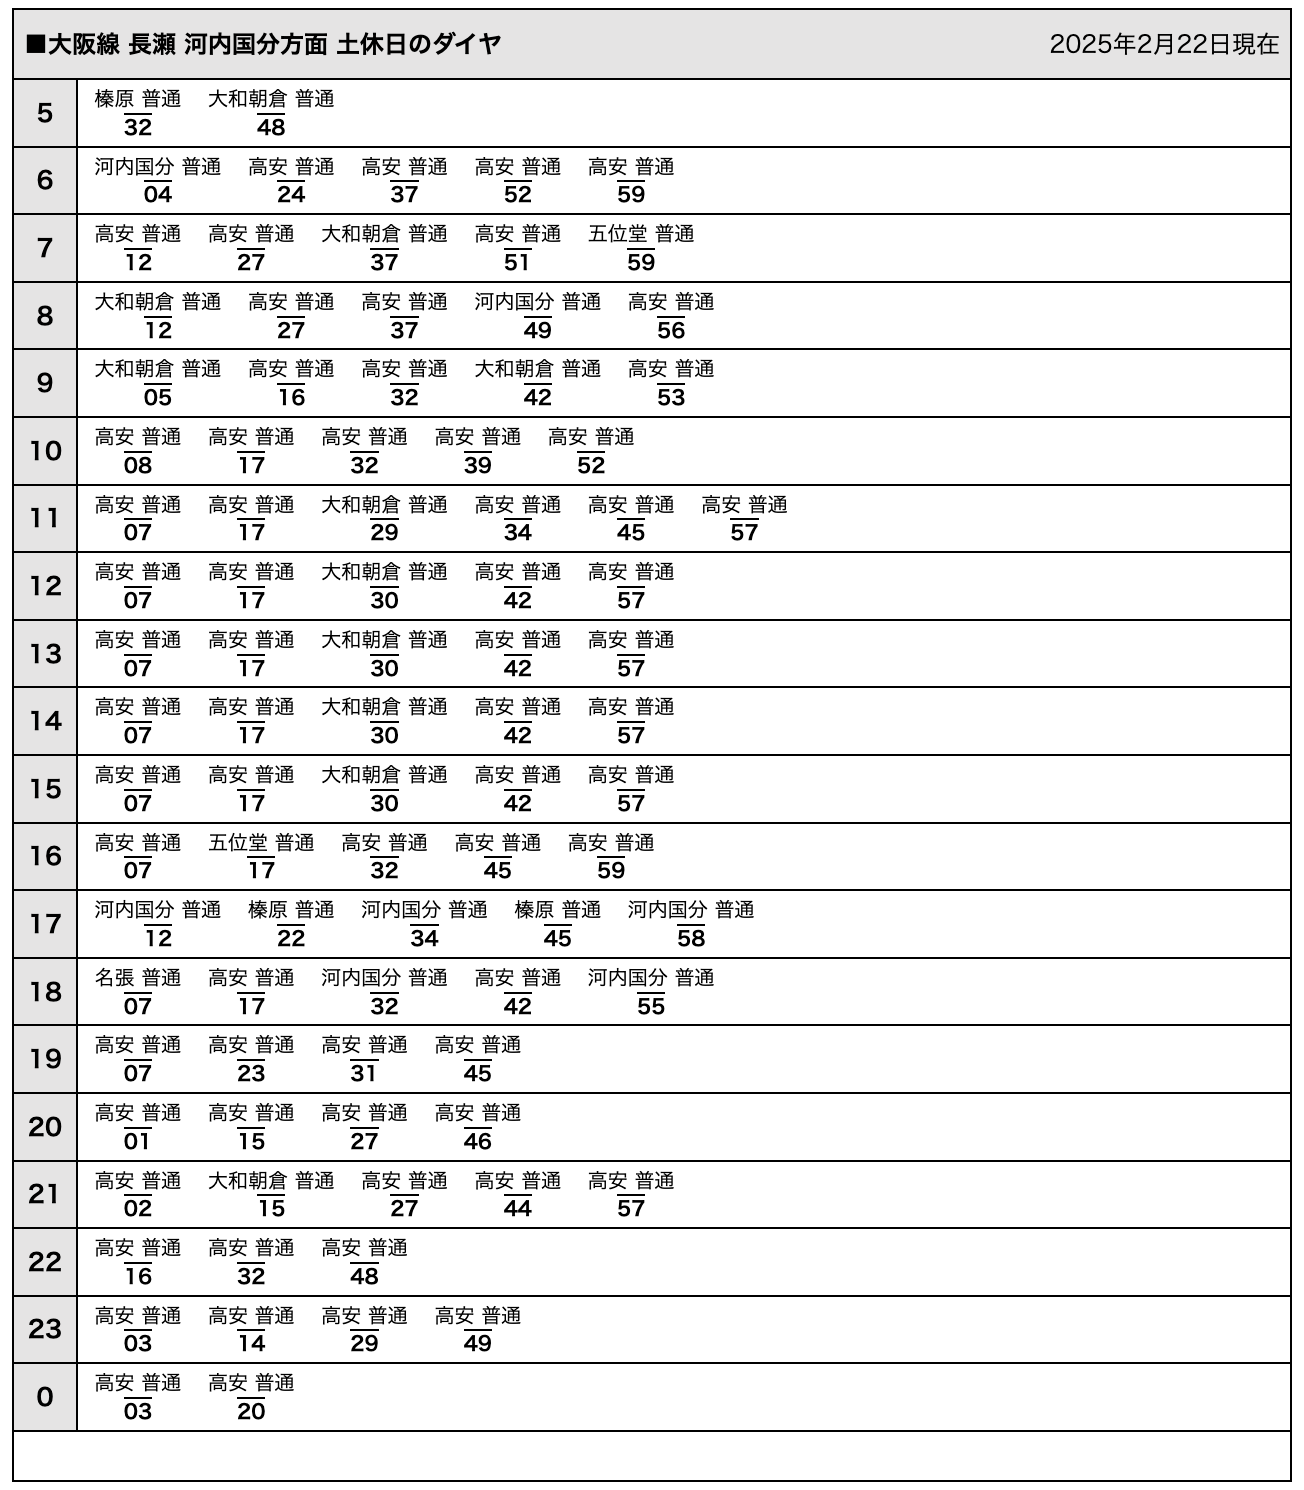 ■大阪線 長瀬 河内国分方面 土休日のダイヤ 2025年2月22日現在
榛原 普通 大和朝倉 普通
5 32 48
河内国分 普通 高安 普通 高安 普通 高安 普通 高安 普通
6 04 24 37 52 59
高安 普通 高安 普通 大和朝倉 普通 高安 普通 五位堂 普通
7 12 27 37 51 59
大和朝倉 普通 高安 普通 高安 普通 河内国分 普通 高安 普通
8 12 27 37 49 56
大和朝倉 普通 高安 普通 高安 普通 大和朝倉 普通 高安 普通
9 05 16 32 42 53
高安 普通 高安 普通 高安 普通 高安 普通 高安 普通
10 08 17 32 39 52
高安 普通 高安 普通 大和朝倉 普通 高安 普通 高安 普通 高安 普通
11 07 17 29 34 45 57
高安 普通 高安 普通 大和朝倉 普通 高安 普通 高安 普通
12 07 17 30 42 57
高安 普通 高安 普通 大和朝倉 普通 高安 普通 高安 普通
13 07 17 30 42 57
高安 普通 高安 普通 大和朝倉 普通 高安 普通 高安 普通
14 07 17 30 42 57
高安 普通 高安 普通 大和朝倉 普通 高安 普通 高安 普通
15 07 17 30 42 57
高安 普通 五位堂 普通 高安 普通 高安 普通 高安 普通
16 07 17 32 45 59
河内国分 普通 榛原 普通 河内国分 普通 榛原 普通 河内国分 普通
17 12 22 34 45 58
名張 普通 高安 普通 河内国分 普通 高安 普通 河内国分 普通
18 07 17 32 42 55
高安 普通 高安 普通 高安 普通 高安 普通
19 07 23 31 45
高安 普通 高安 普通 高安 普通 高安 普通
20 01 15 27 46
高安 普通 大和朝倉 普通 高安 普通 高安 普通 高安 普通
21 02 15 27 44 57
高安 普通 高安 普通 高安 普通
22 16 32 48
高安 普通 高安 普通 高安 普通 高安 普通
23 03 14 29 49
高安 普通 高安 普通
0 03 20